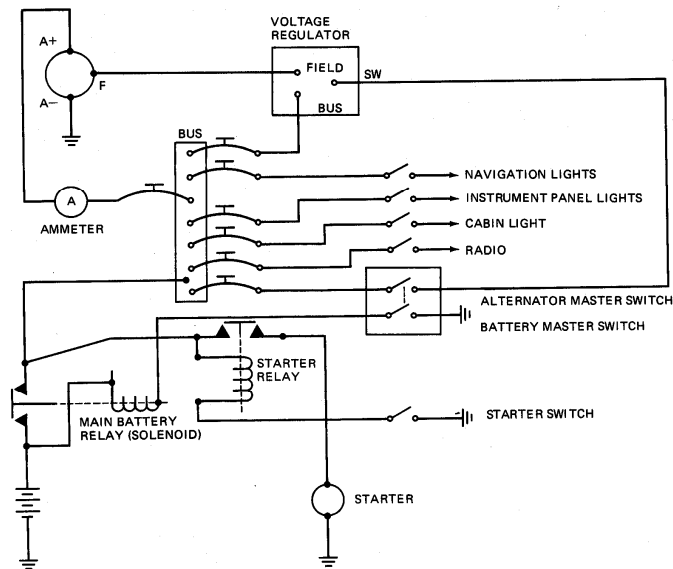 VOLTAGE
REGULATOR
A+
FIELD
SW
F
A–
BUS
BUS
NAVIGATION LIGHTS
INSTRUMENT PANEL LIGHTS
A
CABIN LIGHT
AMMETER
RADIO
ALTERNATOR MASTER SWITCH
BATTERY MASTER SWITCH
STARTER
RELAY
STARTER SWITCH
MAIN BATTERY
RELAY (SOLENOID)
STARTER